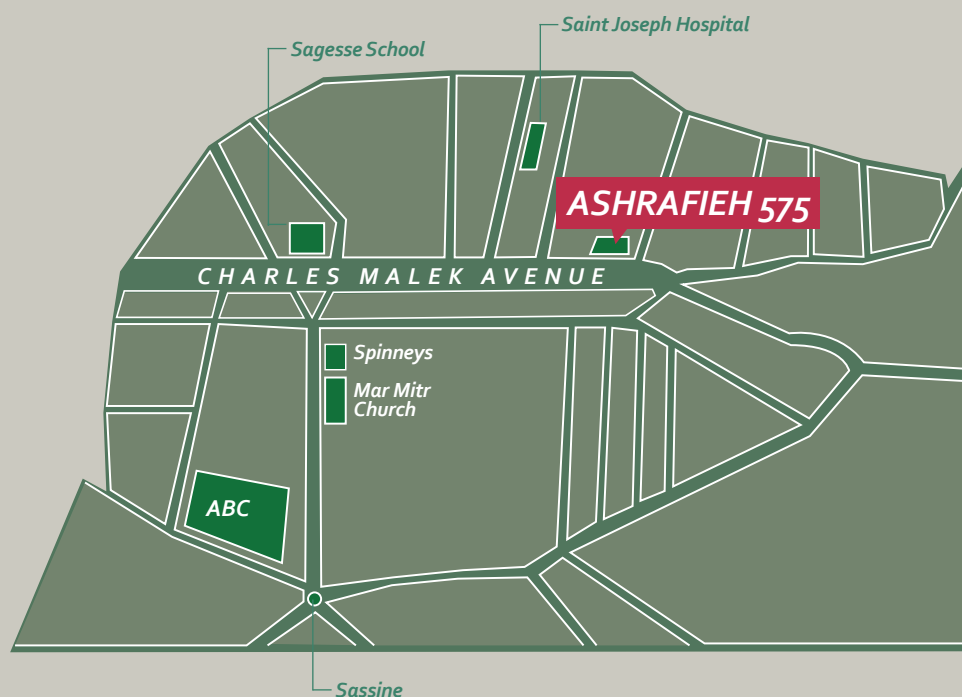 Saint Joseph Hospital
Sagesse School
ASHRAFIEH 575
CHARLES MALEK AVENUE
Spinneys
Mar Mitr
Church
ABC
Sassine